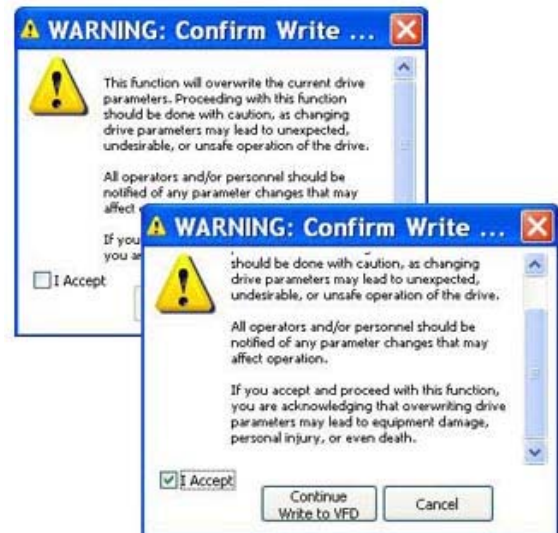 WARNING: Confirm Write ...
This function will overwrite the current drive
parameters. Proceeding with this function
should be done with caution, as changing
drive parameters may lead to unexpected,
undesirable, or unsafe operation of the drive.
All operators and/or personnel should be
notified of any parameter changes that may
affect
If you
you
I Accept
WARNING: Confirm Write ...
should be done with caution, as changing
drive parameters may lead to unexpected,
undesirable, or unsafe operation of the drive.
All operators and/or personnel should be
notified of any parameter changes that may
affect operation.
If you accept and proceed with this function,
you are acknowledging that overwriting drive
parameters may lead to equipment damage,
personal injury, or even death.
I Accept
Continue
Write to VFD
Cancel